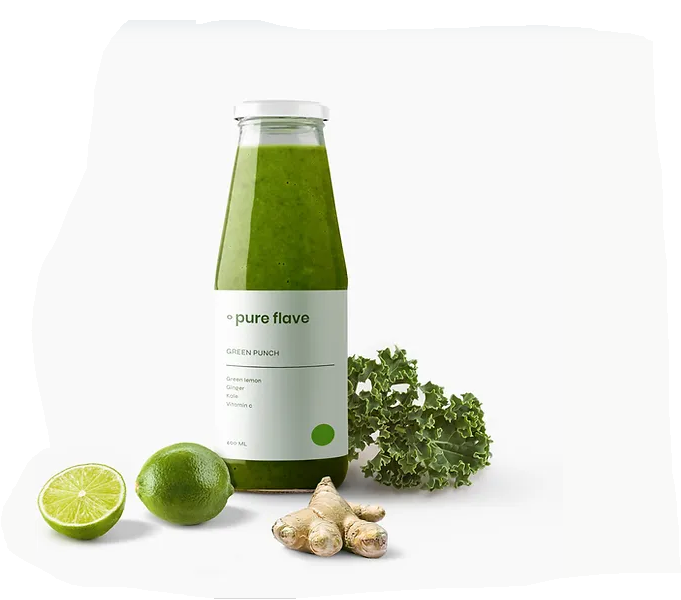 pure flave
GREEN PUNCH
Green lemon
Ginger
Kale
Vitamin c
400 ML